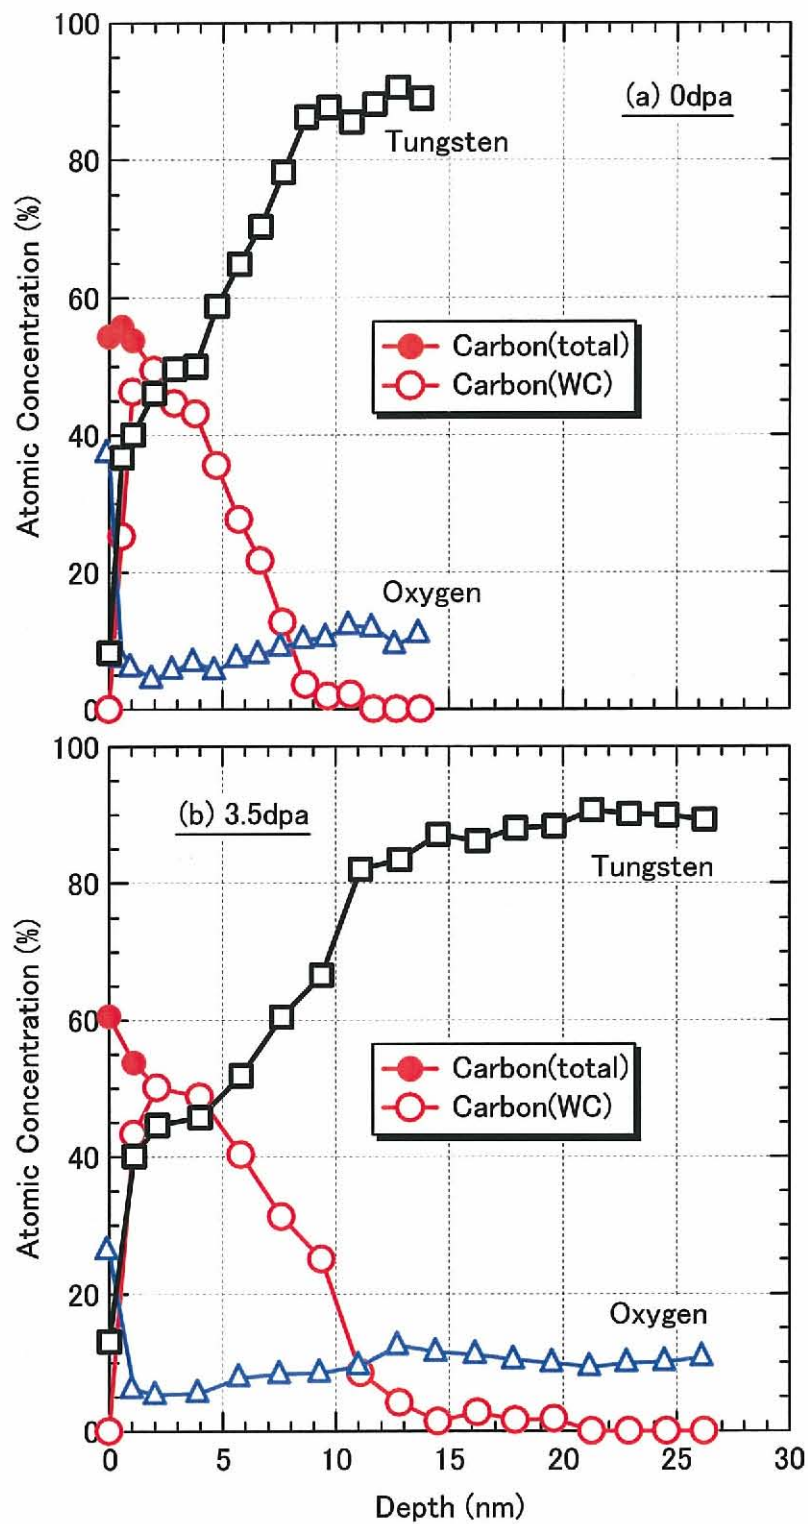 100
(a) 0dpa
Tungsten
80
60
Carbon(total)
Carbon(WC)
40
20
Oxygen
0
Atomic Concentration (%)
100
(b) 3.5dpa
Tungsten
80
60
Carbon(total)
Carbon(WC)
40
20
Oxygen
0
Atomic Concentration (%)
0 5 10 15 20 25 30
Depth (nm)